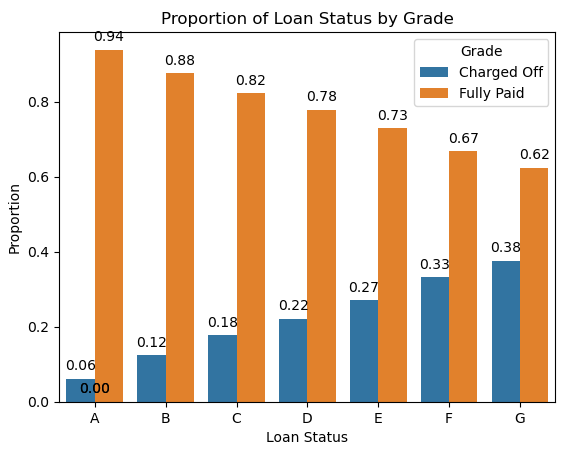 Proportion of Loan Status by Grade
Grade
Charged Off
Fully Paid
Proportion
0.8
0.6
0.4
0.2
0.0
0.94
0.88
0.82
0.78
0.73
0.67
0.62
0.06
0.12
0.18
0.22
0.27
0.33
0.38
0.00
A B C D E F G
Loan Status